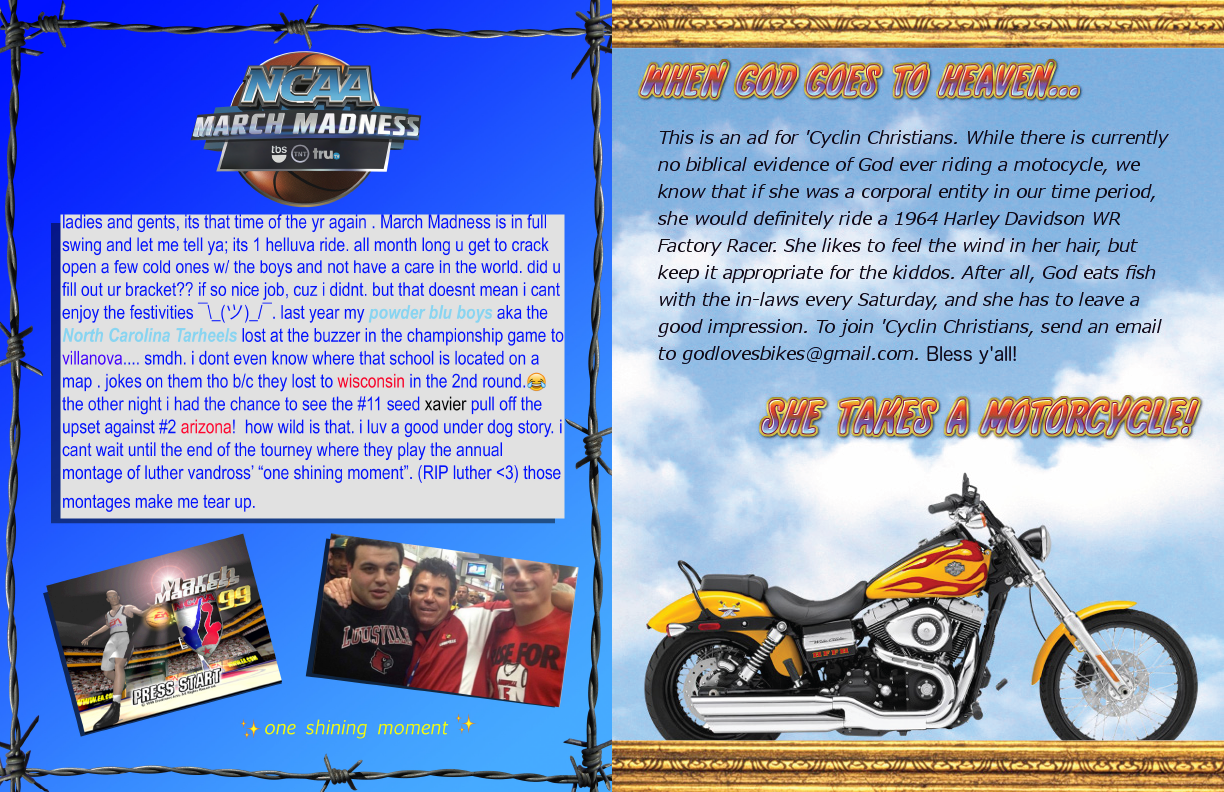 NCAA
MARCH MADNESS
tbs TNT truTV
ladies and gents, its that time of the yr again . March Madness is in full
swing and let me tell ya; its 1 helluva ride. all month long u get to crack
open a few cold ones w/ the boys and not have a care in the world. did u
fill out ur bracket?? if so nice job, cuz i didnt. but that doesnt mean i cant
enjoy the festivities ¯\_(ツ)_/¯. last year my powder blu boys aka the
North Carolina Tarheels lost at the buzzer in the championship game to
villanova.... smdh. i dont even know where that school is located on a
map . jokes on them tho b/c they lost to wisconsin in the 2nd round.😂
the other night i had the chance to see the #11 seed xavier pull off the
upset against #2 arizona!  how wild is that. i luv a good under dog story. i
cant wait until the end of the tourney where they play the annual
montage of luther vandross’ “one shining moment”. (RIP luther <3) those
montages make me tear up.
March
Madness
99
WWW.EA.COM
WWW.EA.COM
PRESS START
LOUISVILLE
SE FOR
✨ one shining moment ✨
WHEN GOD GOES TO HEAVEN...
This is an ad for 'Cyclin Christians. While there is currently
no biblical evidence of God ever riding a motocycle, we
know that if she was a corporal entity in our time period,
she would definitely ride a 1964 Harley Davidson WR
Factory Racer. She likes to feel the wind in her hair, but
keep it appropriate for the kiddos. After all, God eats fish
with the in-laws every Saturday, and she has to leave a
good impression. To join 'Cyclin Christians, send an email
to godlovesbikes@gmail.com. Bless y'all!
SHE TAKES A MOTORCYCLE!